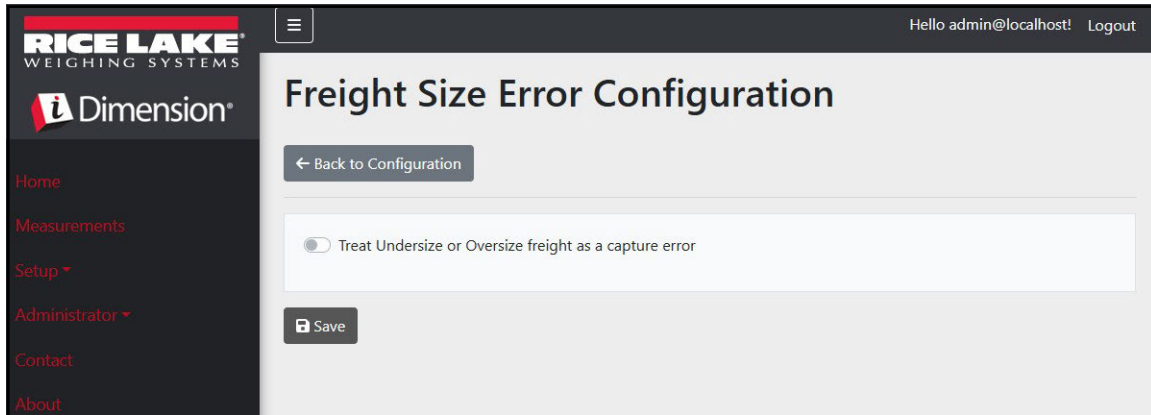 RICE LAKE®
WEIGHING SYSTEMS
i Dimension®
Home
Measurements
Setup
Administrator
Contact
About
Hello admin@localhost! Logout
Freight Size Error Configuration
← Back to Configuration
Treat Undersize or Oversize freight as a capture error
Save